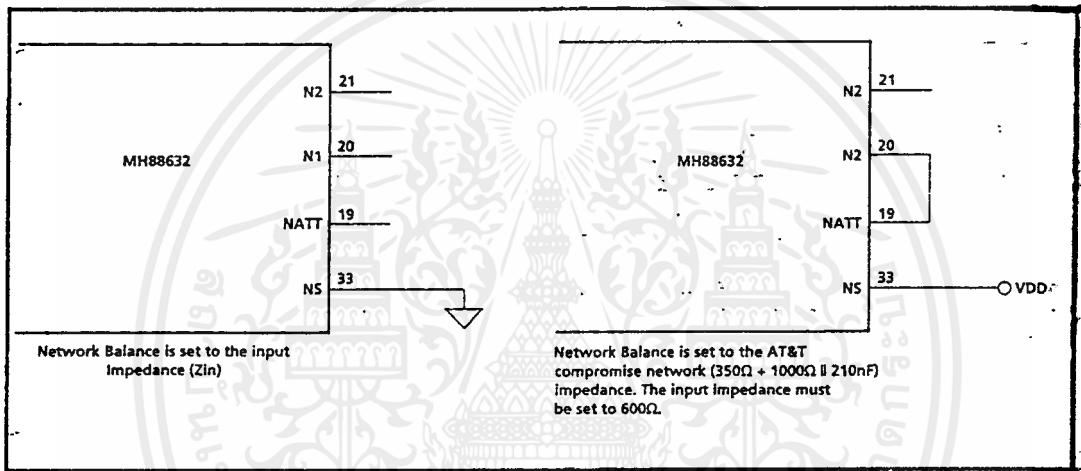 N2 21
MH88632
N1 20
NATT 19
NS 33
Network Balance is set to the input
Impedance (Zin)
N2 21
MH88632
N2 20
NATT 19
NS 33
VDD
Network Balance is set to the AT&T
compromise network (350Ω + 1000Ω ‖ 210nF)
impedance. The input impedance must
be set to 600Ω.